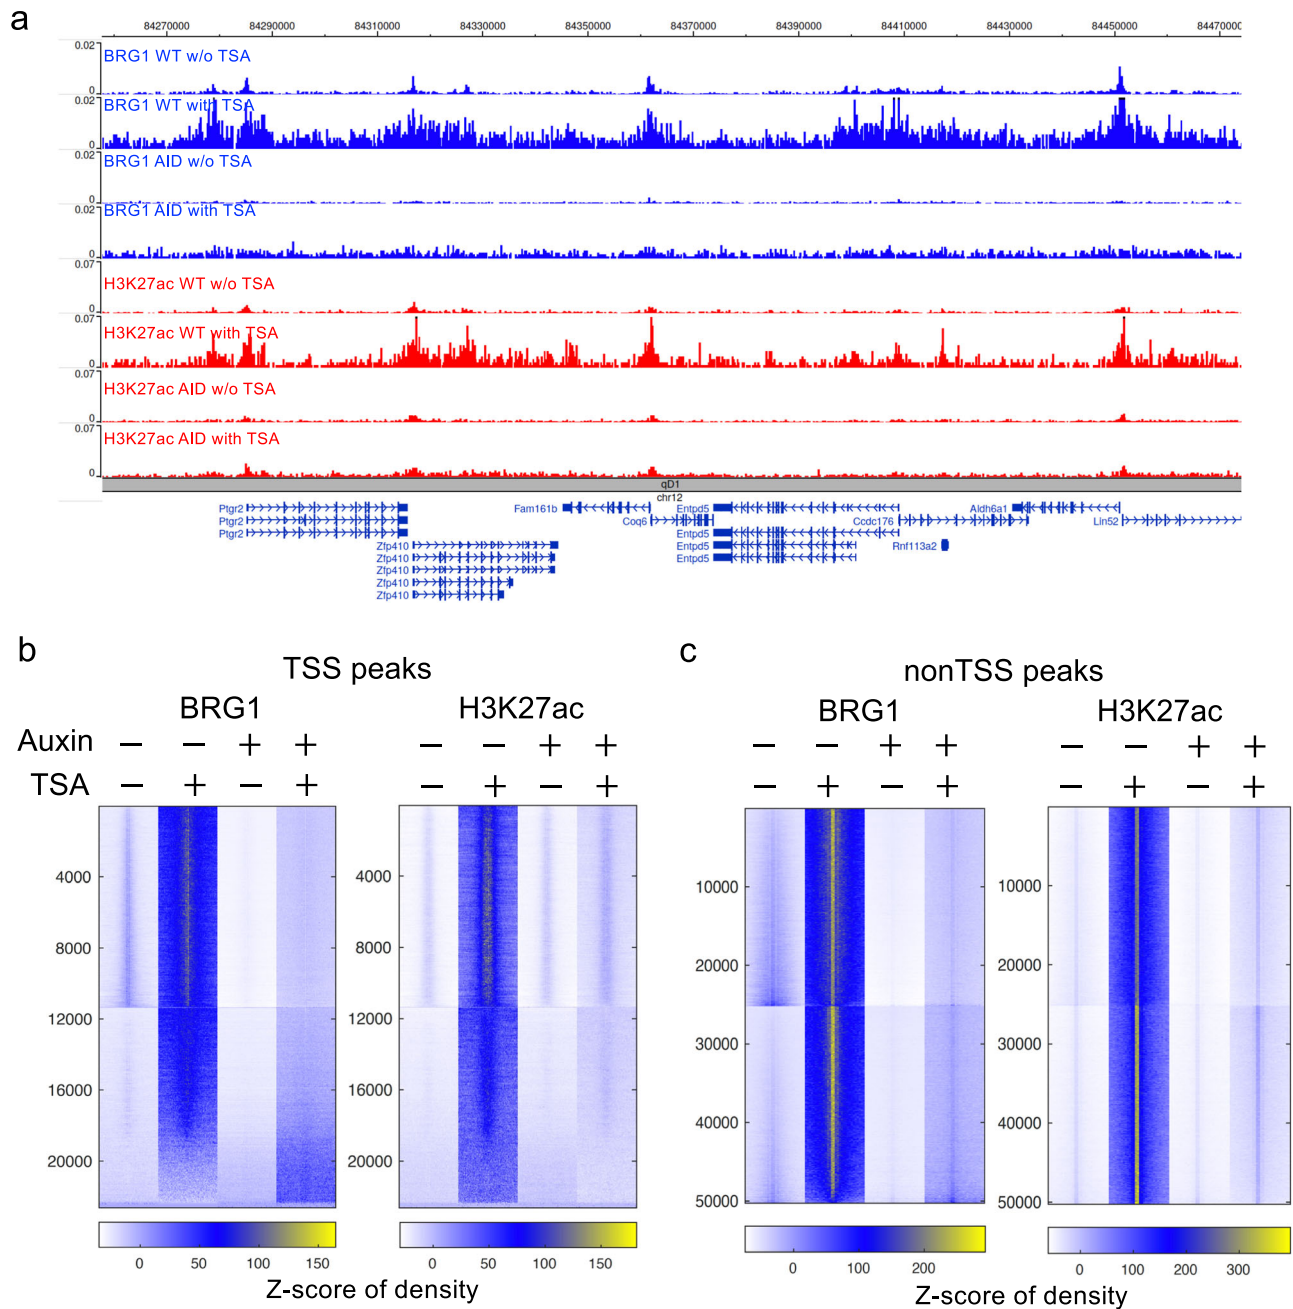 a
84270000 84290000 84310000 84330000 84350000 84370000 84390000 84410000 84430000 84450000 84470000
0.02
BRG1 WT w/o TSA
0
0.02
BRG1 WT with TSA
0
0.02
BRG1 AID w/o TSA
0
0.02
BRG1 AID with TSA
0
0.07
H3K27ac WT w/o TSA
0
0.07
H3K27ac WT with TSA
0
0.07
H3K27ac AID w/o TSA
0
0.07
H3K27ac AID with TSA
0
qD1
chr12
Ptgr2 Fam161b Entpd5 Aldh6a1
Ptgr2 Coq6 Ccdc176 Lin52
Ptgr2 Entpd5
Zfp410 Entpd5 Rnf113a2
Zfp410 Entpd5
Zfp410
Zfp410
Zfp410
b
TSS peaks
BRG1 H3K27ac
Auxin − − + + − − + +
TSA − + − + − + − +
4000
8000
12000
16000
20000
4000
8000
12000
16000
20000
0 50 100 150
0 50 100 150
Z-score of density
c
nonTSS peaks
BRG1 H3K27ac
− − + + − − + +
− + − + − + − +
10000
20000
30000
40000
50000
10000
20000
30000
40000
50000
0 100 200
0 100 200 300
Z-score of density